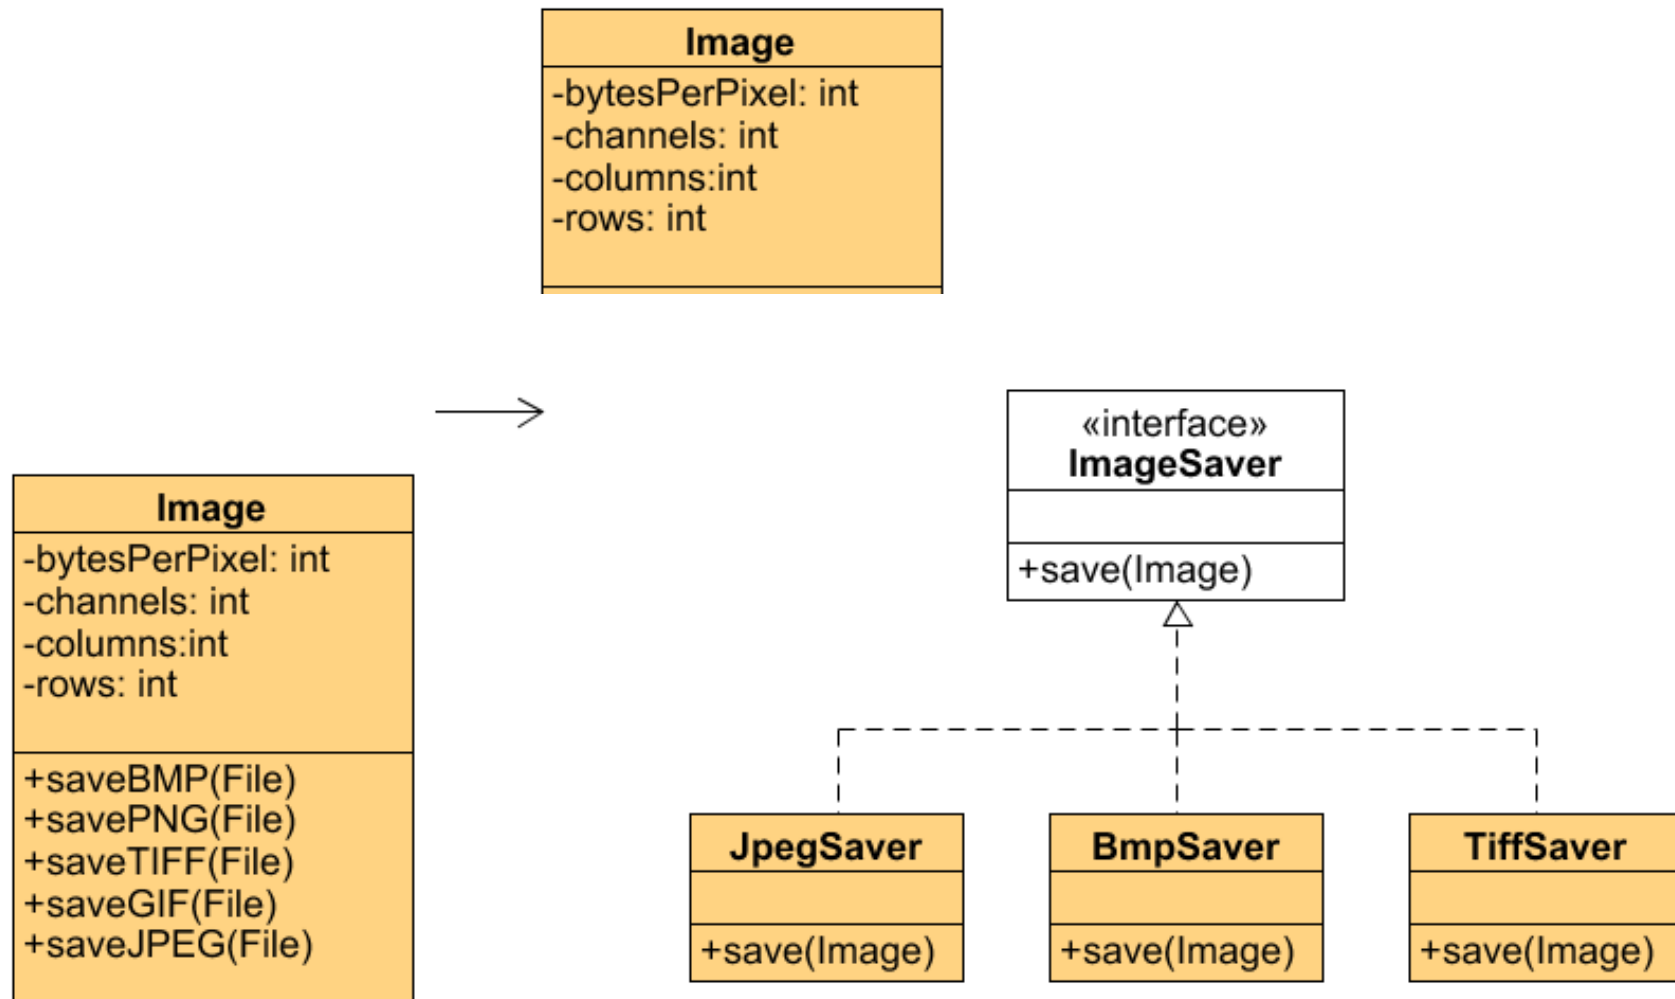 Image
-bytesPerPixel: int
-channels: int
-columns:int
-rows: int
Image
-bytesPerPixel: int
-channels: int
-columns:int
-rows: int
+saveBMP(File)
+savePNG(File)
+saveTIFF(File)
+saveGIF(File)
+saveJPEG(File)
«interface»
ImageSaver
+save(Image)
JpegSaver
+save(Image)
BmpSaver
+save(Image)
TiffSaver
+save(Image)